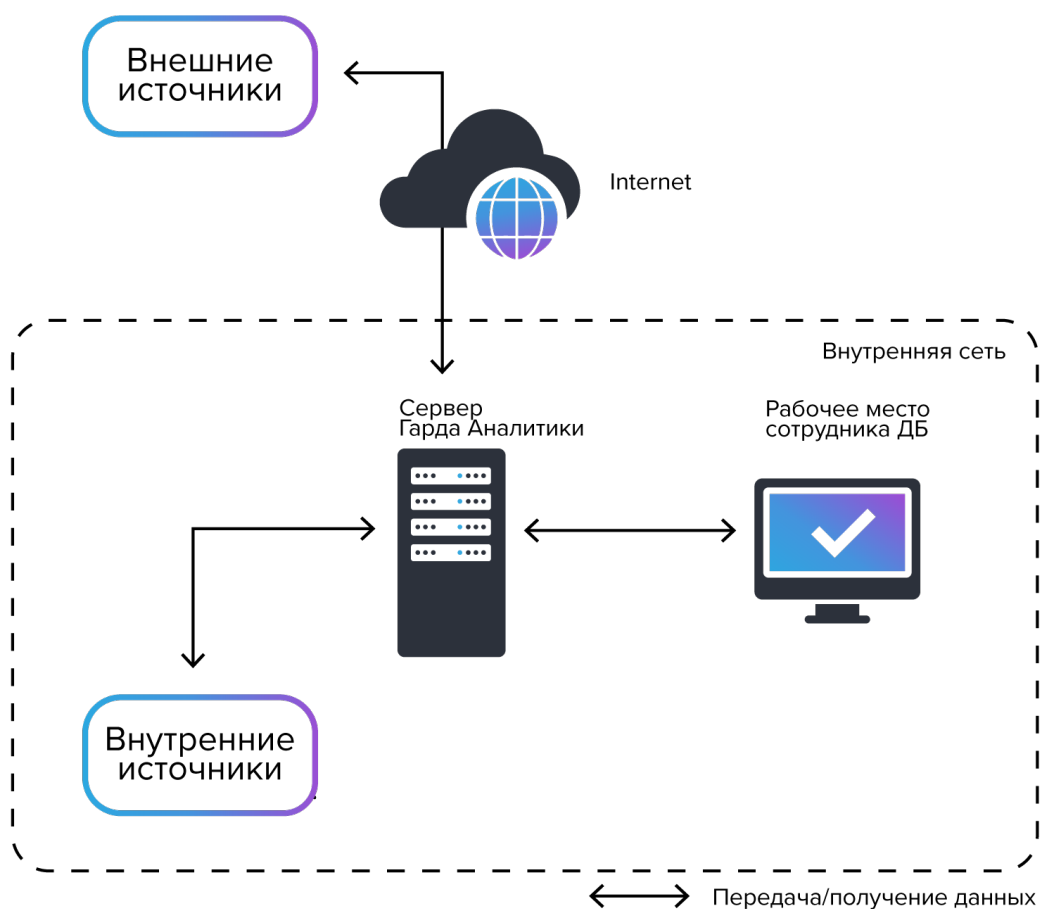 Внешние
источники
Internet
Внутренняя сеть
Сервер
Гарда Аналитики
Рабочее место
сотрудника ДБ
Внутренние
источники
Передача/получение данных